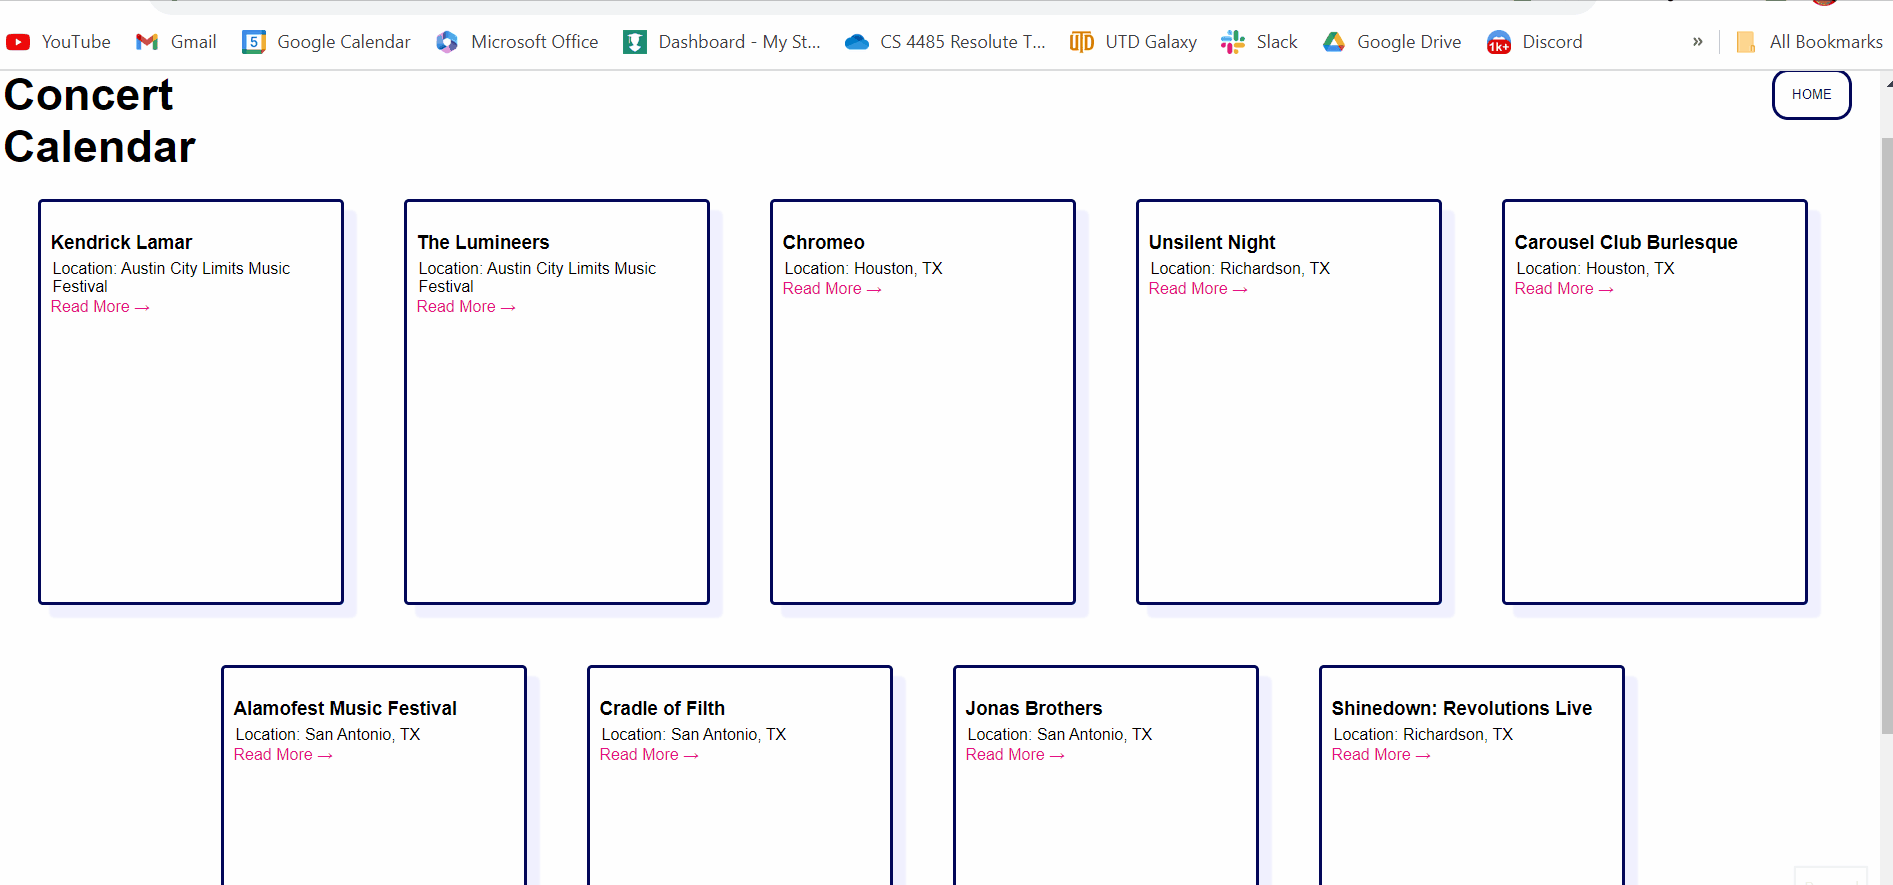 YouTube Gmail 5 Google Calendar Microsoft Office Dashboard - My St... CS 4485 Resolute T... UTD UTD Galaxy Slack Google Drive 1k+ Discord » All Bookmarks
Concert
Calendar
HOME
Kendrick Lamar
Location: Austin City Limits Music
Festival
Read More →
The Lumineers
Location: Austin City Limits Music
Festival
Read More →
Chromeo
Location: Houston, TX
Read More →
Unsilent Night
Location: Richardson, TX
Read More →
Carousel Club Burlesque
Location: Houston, TX
Read More →
Alamofest Music Festival
Location: San Antonio, TX
Read More →
Cradle of Filth
Location: San Antonio, TX
Read More →
Jonas Brothers
Location: San Antonio, TX
Read More →
Shinedown: Revolutions Live
Location: Richardson, TX
Read More →